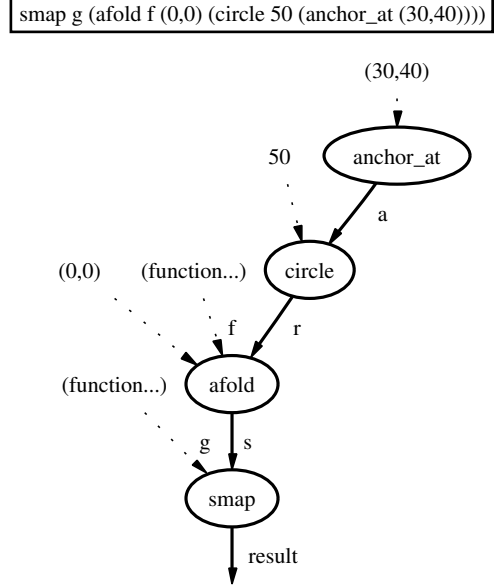 smap g (afold f (0,0) (circle 50 (anchor_at (30,40))))
(30,40)
50
anchor_at
a
(0,0)
(function...)
circle
f
r
(function...)
afold
g
s
smap
result